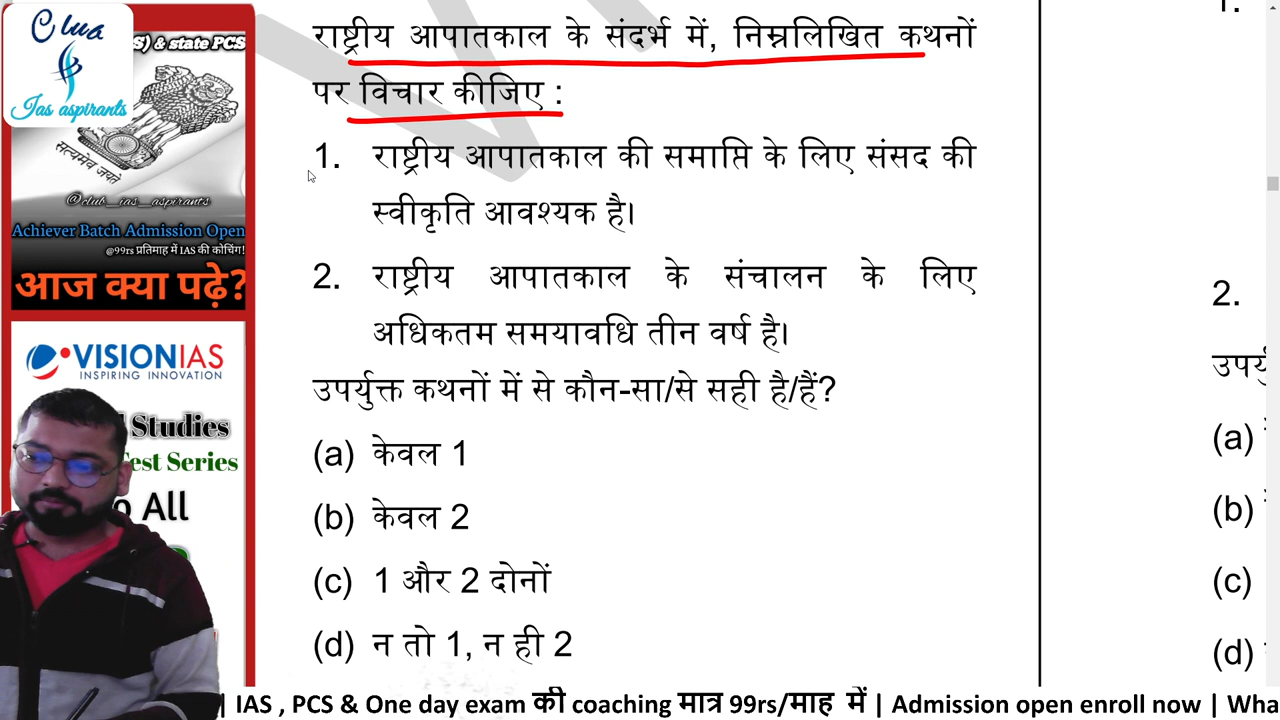 Club
Ias aspirants
S) & state PCS
सत्यमेव जयते
@club_ias_aspirants
Achiever Batch Admission Open
@99rs प्रतिमाह में IAS की कोचिंग!
आज क्या पढ़े?
VISIONIAS
INSPIRING INNOVATION
Studies
Test Series
All
राष्ट्रीय आपातकाल के संदर्भ में, निम्नलिखित कथनों
पर विचार कीजिए :
1. राष्ट्रीय आपातकाल की समाप्ति के लिए संसद की
स्वीकृति आवश्यक है।
2. राष्ट्रीय आपातकाल के संचालन के लिए
अधिकतम समयावधि तीन वर्ष है।
उपर्युक्त कथनों में से कौन-सा/से सही है/हैं?
(a) केवल 1
(b) केवल 2
(c) 1 और 2 दोनों
(d) न तो 1, न ही 2
1.
2.
(a)
(b)
(c)
(d)
| IAS , PCS & One day exam की coaching मात्र 99rs/माह में | Admission open enroll now |